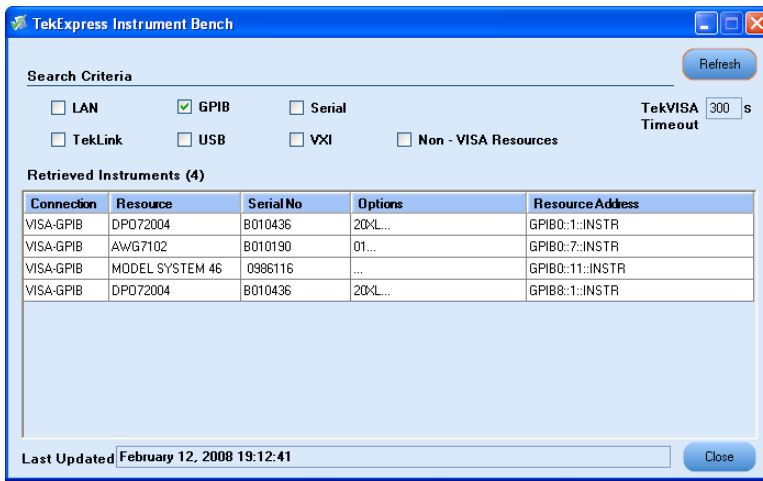 TekExpress Instrument Bench
Refresh
Search Criteria
LAN GPIB Serial TekVISA Timeout 300 s
TekLink USB VXI Non - VISA Resources
Retrieved Instruments (4)
Connection Resource Serial No Options Resource Address
VISA-GPIB DPO72004 B010436 20XL... GPIB0::1::INSTR
VISA-GPIB AWG7102 B010190 01... GPIB0::7::INSTR
VISA-GPIB MODEL SYSTEM 46 0986116 ... GPIB0::11::INSTR
VISA-GPIB DPO72004 B010436 20XL... GPIB8::1::INSTR
Last Updated February 12, 2008 19:12:41 Close